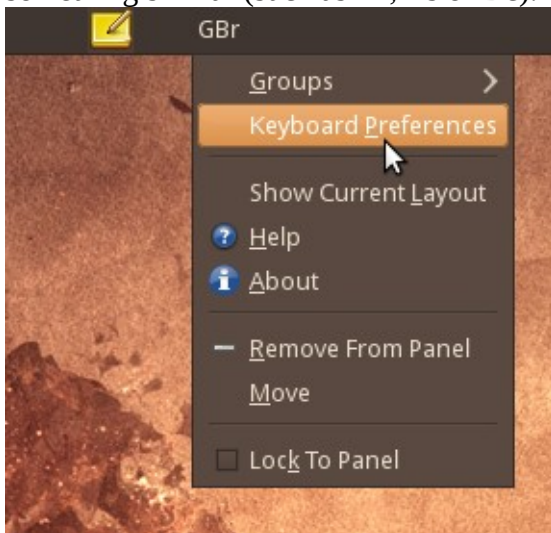 GBr
Groups
Keyboard Preferences
Show Current Layout
Help
About
Remove From Panel
Move
Lock To Panel